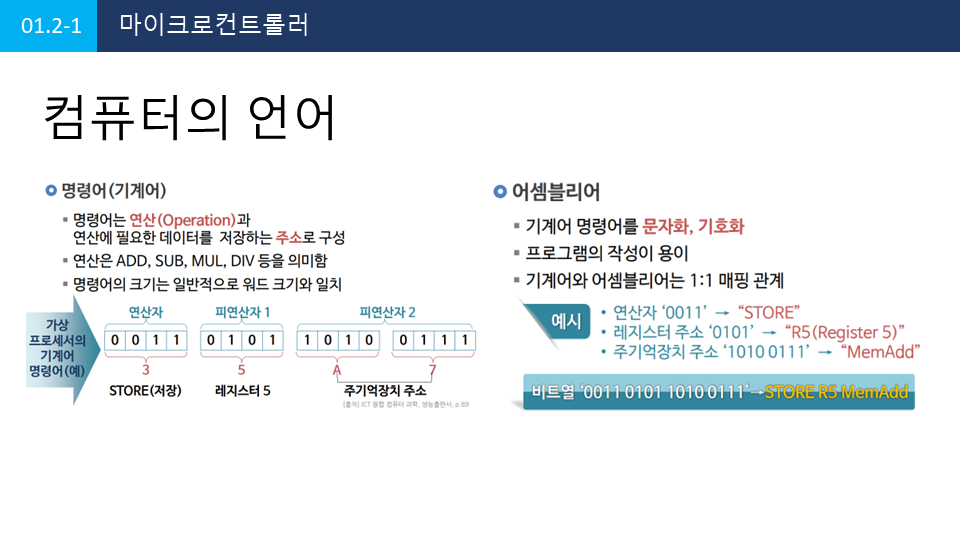 01.2-1
마이크로컨트롤러
컴퓨터의 언어
명령어(기계어)
▪ 명령어는 연산(Operation)과
연산에 필요한 데이터를 저장하는 주소로 구성
▪ 연산은 ADD, SUB, MUL, DIV 등을 의미함
▪ 명령어의 크기는 일반적으로 워드 크기와 일치
가상
프로세서의
기계어
명령어(예)
연산자 피연산자 1 피연산자 2
0 0 1 1 0 1 0 1 1 0 1 0 0 1 1 1
3 5 A 7
STORE(저장) 레지스터 5 주기억장치 주소
[출처] ICT 융합 컴퓨터 과학, 생능출판사, p.89
어셈블리어
▪ 기계어 명령어를 문자화, 기호화
▪ 프로그램의 작성이 용이
▪ 기계어와 어셈블리어는 1:1 매핑 관계
예시
• 연산자 ‘0011’ → “STORE”
• 레지스터 주소 ‘0101’ → “R5(Register 5)”
• 주기억장치 주소 ‘1010 0111’ → “MemAdd”
비트열 ‘0011 0101 1010 0111’→STORE R5 MemAdd